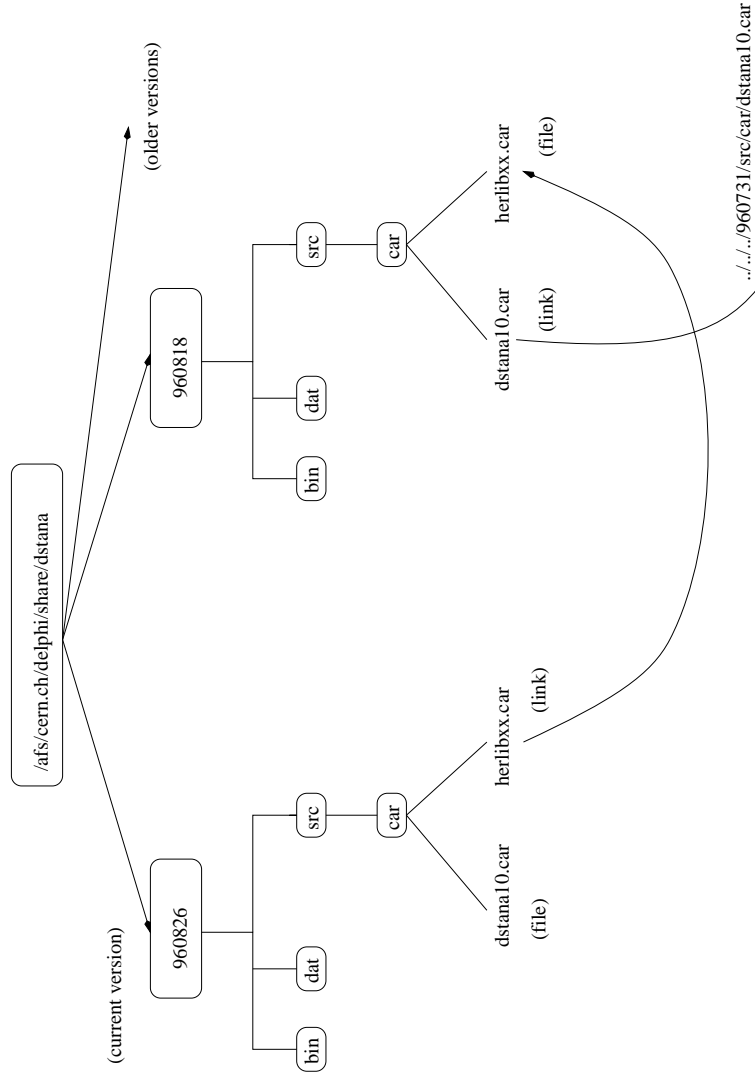 /afs/cern.ch/delphi/share/dstana
(current version)
(older versions)
960826
960818
bin
dat
src
bin
dat
src
car
car
dstana10.car
herlibxx.car
dstana10.car
herlibxx.car
(file)
(link)
(link)
(file)
../../../960731/src/car/dstana10.car